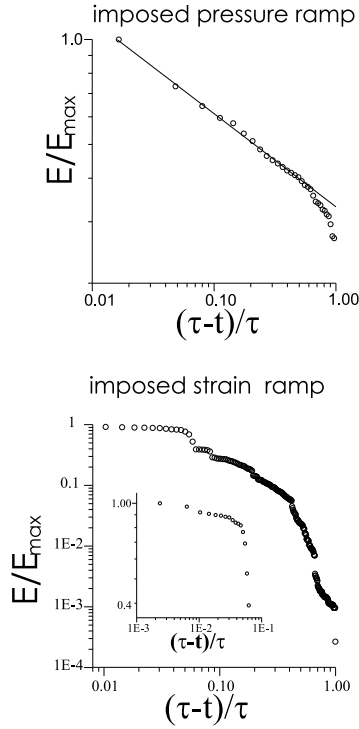 imposed pressure ramp
1.0
E/Emax
0.01 0.10 1.00
(τ-t)/τ
imposed strain ramp
1
0.1
1E-2
1E-3
1E-4
E/Emax
1.00
0.4
1E-3 1E-2 1E-1
(τ-t)/τ
0.01 0.10 1.00
(τ-t)/τ